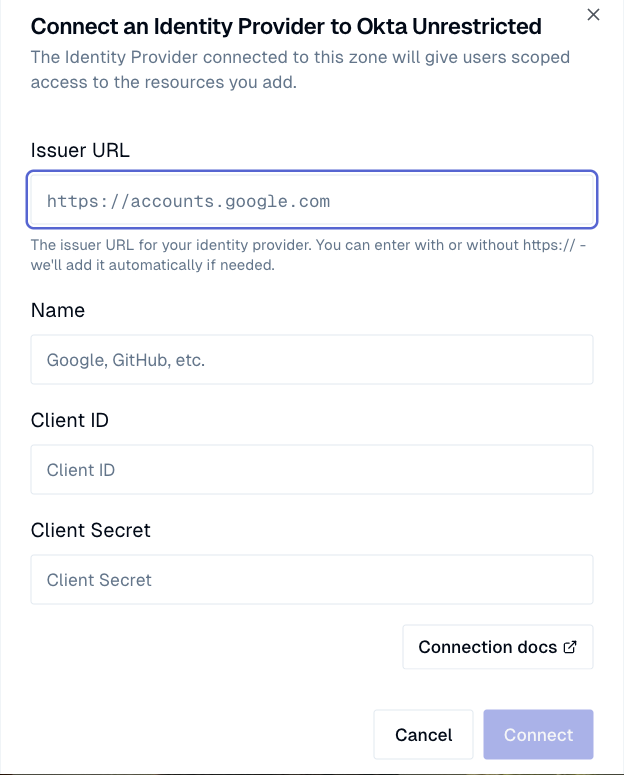 Connect an Identity Provider to Okta Unrestricted
The Identity Provider connected to this zone will give users scoped
access to the resources you add.
Issuer URL
https://accounts.google.com
The issuer URL for your identity provider. You can enter with or without https:// -
we'll add it automatically if needed.
Name
Google, GitHub, etc.
Client ID
Client ID
Client Secret
Client Secret
Connection docs
Cancel
Connect